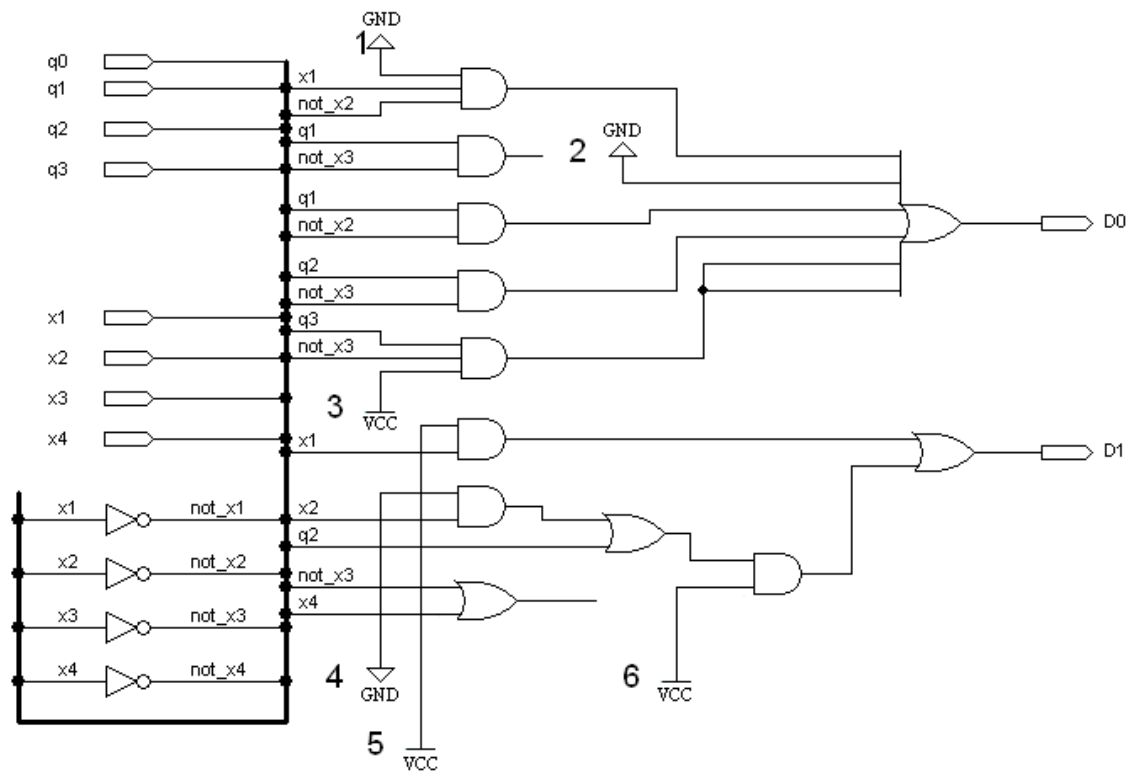 GND
1
q0
x1
q1
not_x2
q2
q1
GND
2
not_x3
q3
q1
D0
not_x2
q2
not_x3
x1
q3
x2
not_x3
3
x3
VCC
x4
x1
D1
x1
not_x1
x2
q2
x2
not_x2
not_x3
x4
x3
not_x3
x4
not_x4
4
GND
6
VCC
5
VCC